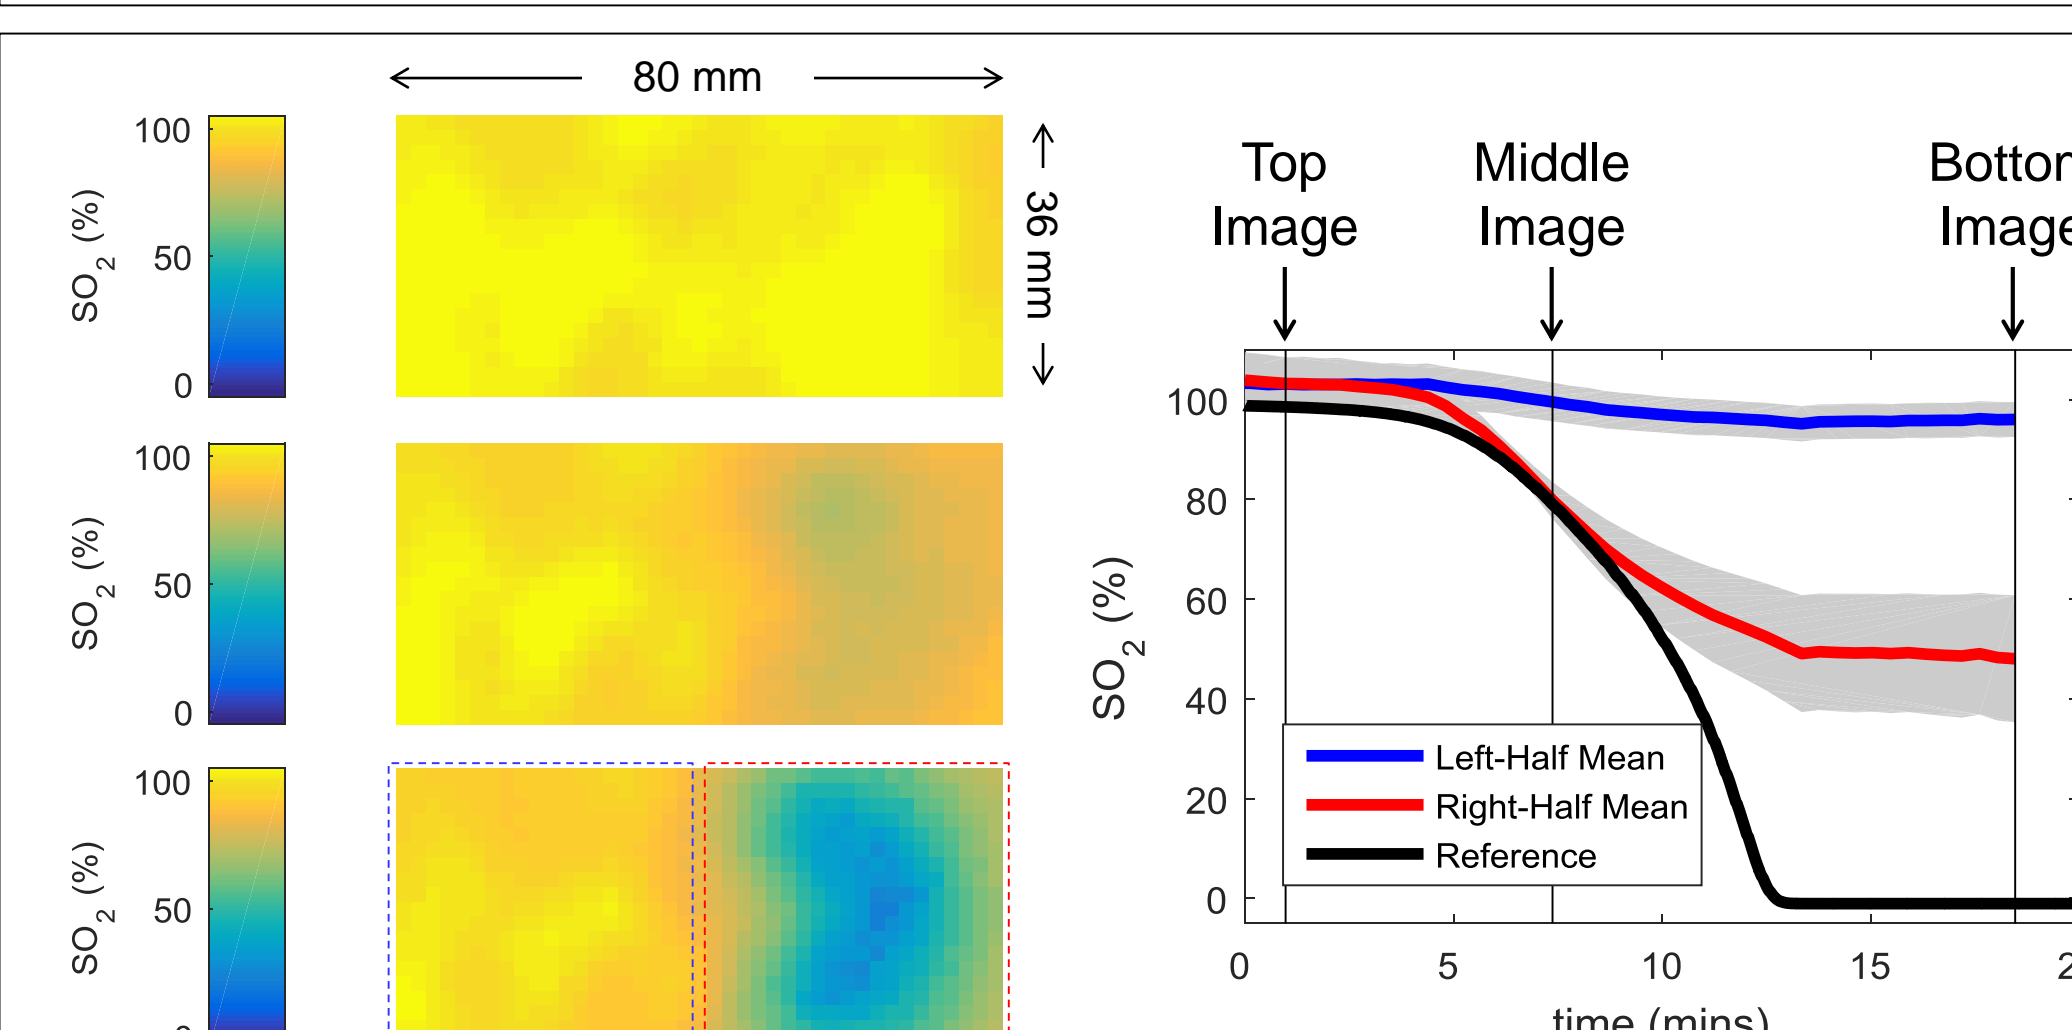 80 mm
36 mm
100
50
0
SO2 (%)
100
50
0
SO2 (%)
100
50
SO2 (%)
Top
Image
Middle
Image
100
80
60
40
20
0
SO2 (%)
Left-Half Mean
Right-Half Mean
Reference
0 5 10 15
time (mins)